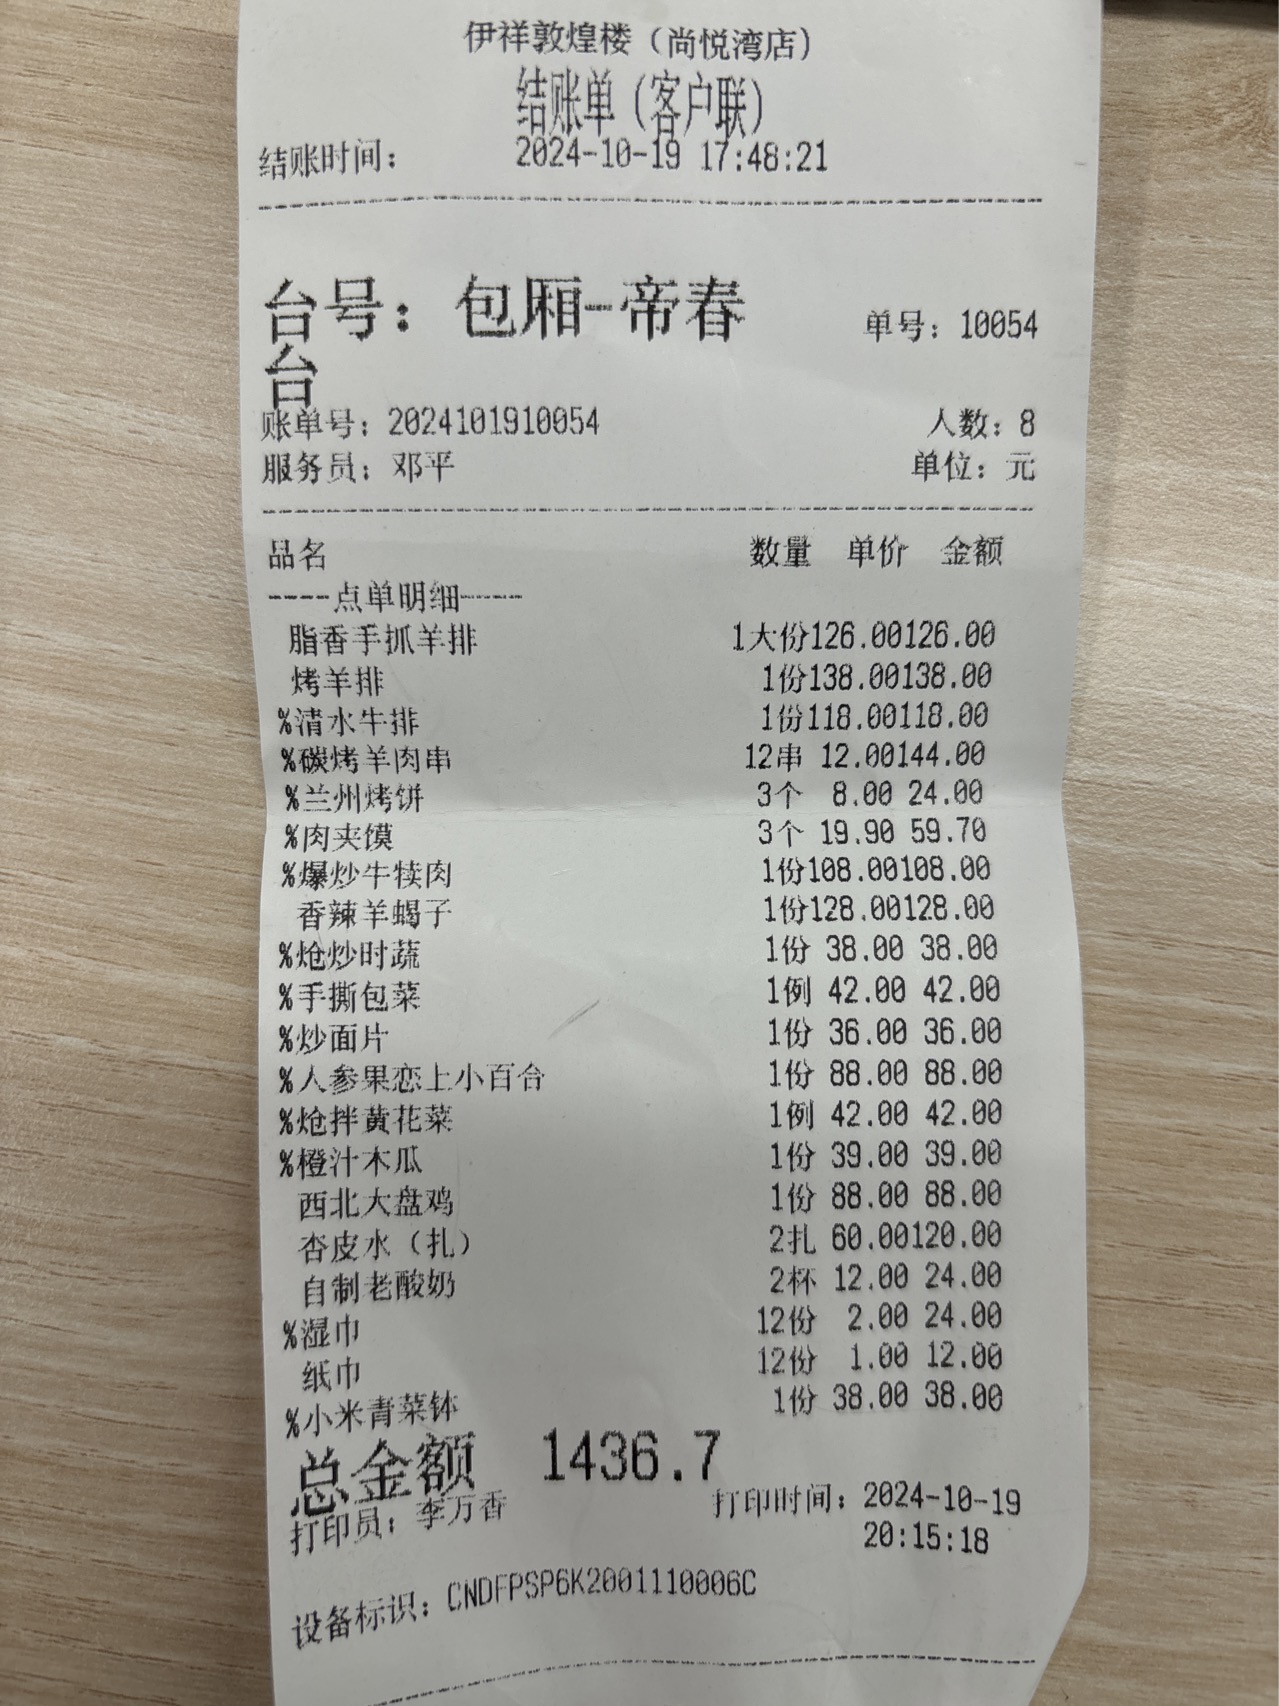 伊祥敦煌楼（尚悦湾店）
结账单（客户联）
结账时间： 2024-10-19 17:48:21
台号：包厢-帝春 单号：10054
台
账单号：2024101910054 人数：8
服务员：邓平 单位：元
品名 数量 单价 金额
----点单明细----
脂香手抓羊排 1大份126.00126.00
烤羊排 1份138.00138.00
%清水牛排 1份118.00118.00
%碳烤羊肉串 12串 12.00144.00
%兰州烤饼 3个 8.00 24.00
%肉夹馍 3个 19.90 59.70
%爆炒牛犊肉 1份108.00108.00
香辣羊蝎子 1份128.00128.00
%炝炒时蔬 1份 38.00 38.00
%手撕包菜 1例 42.00 42.00
%炒面片 1份 36.00 36.00
%人参果恋上小百合 1份 88.00 88.00
%炝拌黄花菜 1例 42.00 42.00
%橙汁木瓜 1份 39.00 39.00
西北大盘鸡 1份 88.00 88.00
杏皮水（扎） 2扎 60.00120.00
自制老酸奶 2杯 12.00 24.00
%湿巾 12份 2.00 24.00
纸巾 12份 1.00 12.00
%小米青菜钵 1份 38.00 38.00
总金额 1436.7
打印员：李万香 打印时间：2024-10-19
20:15:18
设备标识：CNDFPSP6K2001110006C